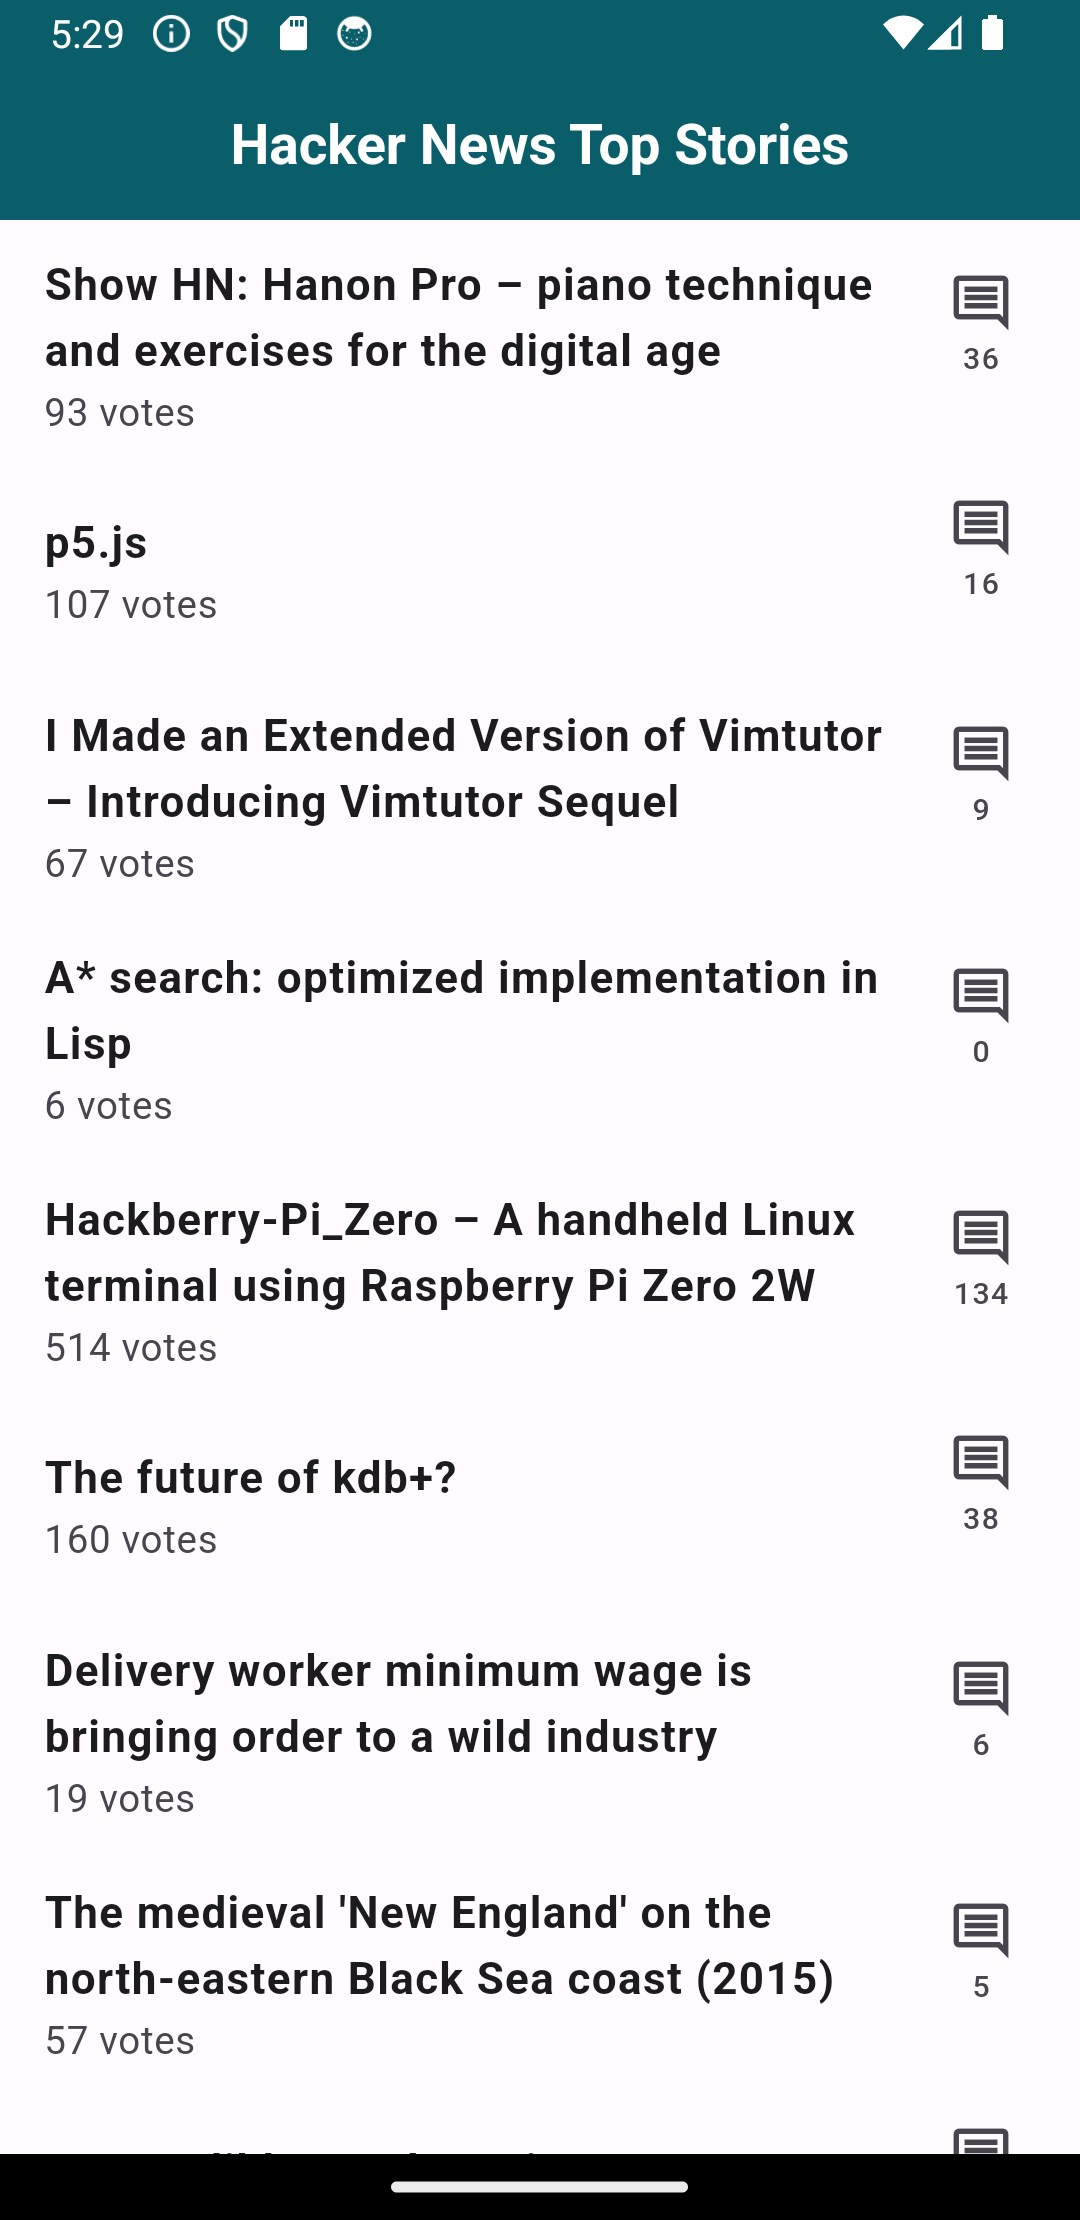 5:29
Hacker News Top Stories
Show HN: Hanon Pro – piano technique
and exercises for the digital age
93 votes
36
p5.js
107 votes
16
I Made an Extended Version of Vimtutor
– Introducing Vimtutor Sequel
67 votes
9
A* search: optimized implementation in
Lisp
6 votes
0
Hackberry-Pi_Zero – A handheld Linux
terminal using Raspberry Pi Zero 2W
514 votes
134
The future of kdb+?
160 votes
38
Delivery worker minimum wage is
bringing order to a wild industry
19 votes
6
The medieval 'New England' on the
north-eastern Black Sea coast (2015)
57 votes
5